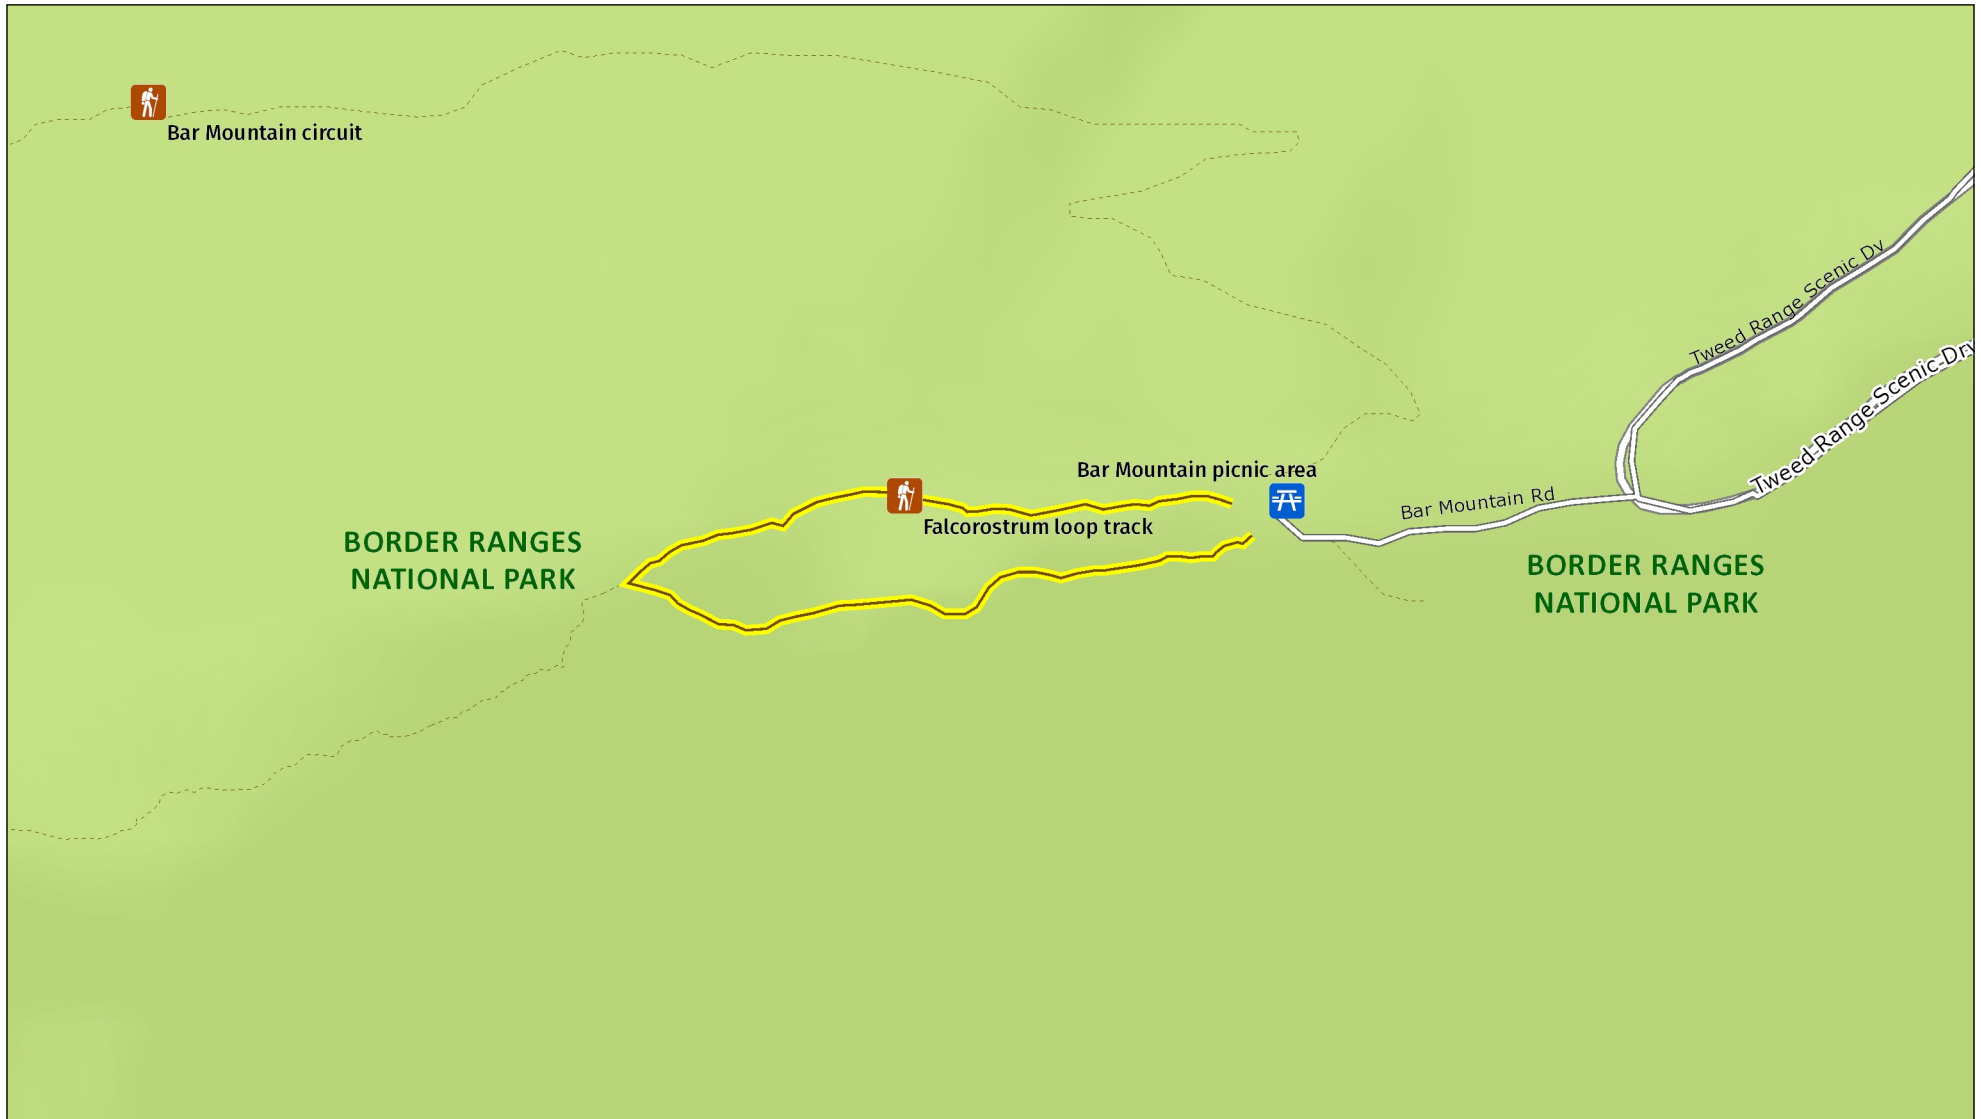 Bar Mountain circuit
Tweed Range Scenic Dv
Tweed-Range-Scenic-Drv
Bar Mountain picnic area
Bar Mountain Rd
Falcorostrum loop track
BORDER RANGES
NATIONAL PARK
BORDER RANGES
NATIONAL PARK